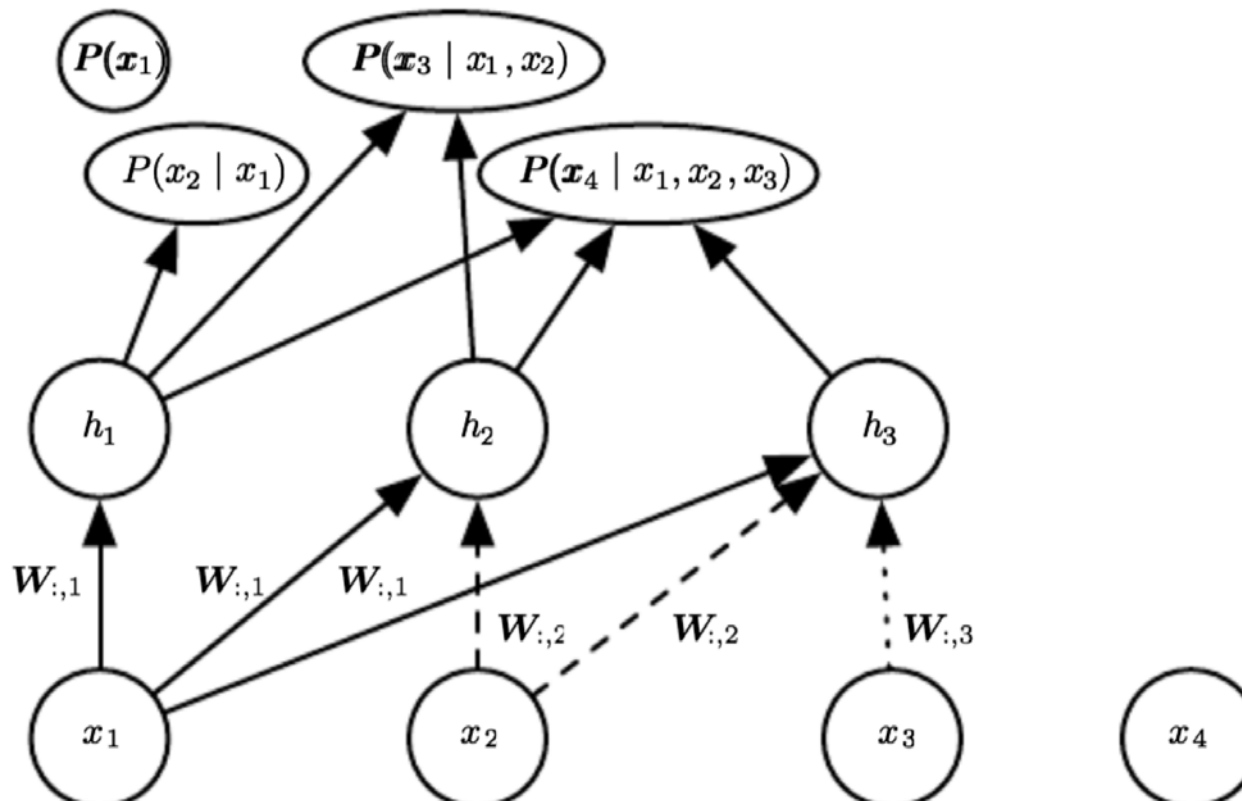 P(x₁)
P(x₃ | x₁, x₂)
P(x₂ | x₁)
P(x₄ | x₁, x₂, x₃)
h₁
h₂
h₃
W:,₁
W:,₁
W:,₁
W:,₂
W:,₂
W:,₃
x₁
x₂
x₃
x₄